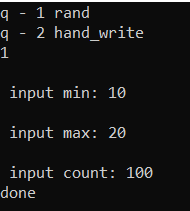 q - 1 rand
q - 2 hand_write
1
input min: 10
input max: 20
input count: 100
done